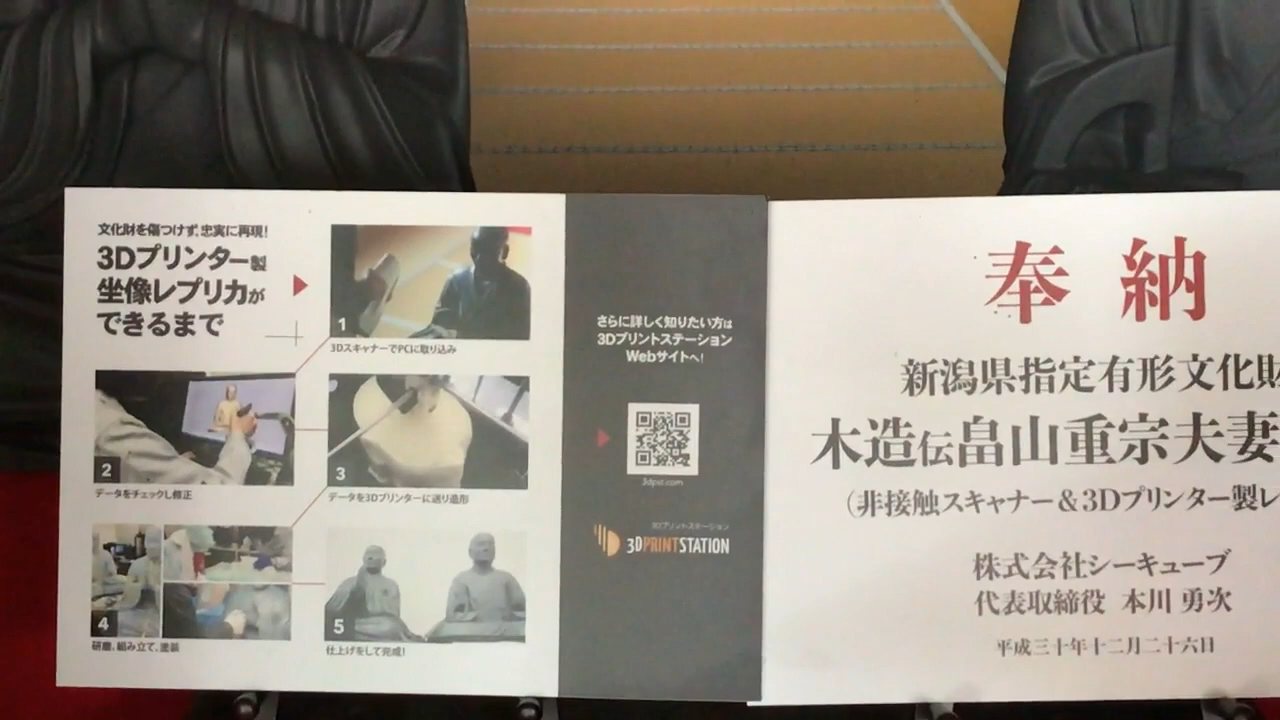 文化財を傷つけず、忠実に再現!
3Dプリンター製
坐像レプリカが
できるまで
1
3DスキャナーでPCに取り込み
2
データをチェックし修正
3
データを3Dプリンターに送り造形
4
研磨、組み立て、塗装
5
仕上げをして完成!
さらに詳しく知りたい方は
3Dプリントステーション
Webサイトへ!
3dpst.com
3Dプリントステーション
3DPRINTSTATION
奉納
新潟県指定有形文化財
木造伝畠山重宗夫妻
(非接触スキャナー&3Dプリンター製レ
株式会社シーキューブ
代表取締役 本川 勇次
平成三十年十二月二十六日